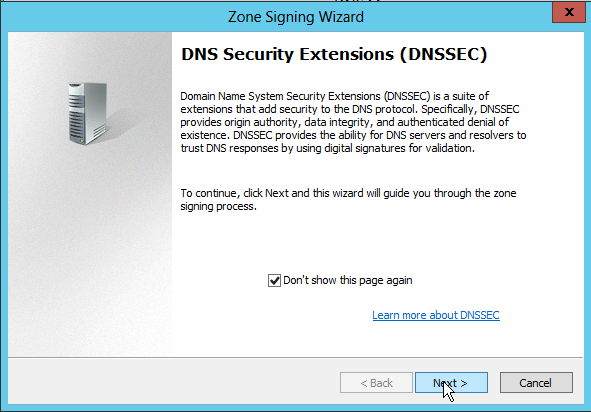 Zone Signing Wizard
x
DNS Security Extensions (DNSSEC)
Domain Name System Security Extensions (DNSSEC) is a suite of
extensions that add security to the DNS protocol. Specifically, DNSSEC
provides origin authority, data integrity, and authenticated denial of
existence. DNSSEC provides the ability for DNS servers and resolvers to
trust DNS responses by using digital signatures for validation.
To continue, click Next and this wizard will guide you through the zone
signing process.
Don't show this page again
Learn more about DNSSEC
< Back
Next >
Cancel